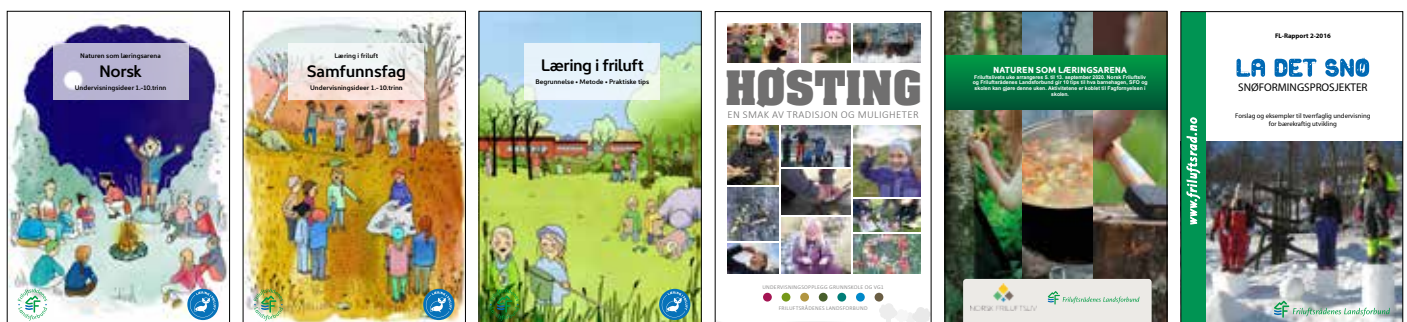 Naturen som læringsarena
Norsk
Undervisningsideer 1.-10.trinn
Læring i friluft
Samfunnsfag
Undervisningsideer 1.-10.trinn
Læring i friluft
Begrunnelse • Metode • Praktiske tips
HØSTING
EN SMAK AV TRADISJON OG MULIGHETER
UNDERVISNINGSOPPLEGG GRUNNSKOLE OG VG1
FRILUFTSRÅDENES LANDSFORBUND
NATUREN SOM LÆRINGSARENA
Friluftslivets uke arrangeres 5. til 13. september 2020. Norsk Friluftsliv
og Friluftsrådenes Landsforbund gir 10 tips til hva barnehagen, SFO og
skolen kan gjøre denne uken. Aktivitetene er koblet til Fagfornyelsen i
skolen.
NORSK FRILUFTSLIV
Friluftsrådenes Landsforbund
www.friluftsrad.no
FL-Rapport 2-2016
LA DET SNØ
SNØFORMINGSPROSJEKTER
Forslag og eksempler til tverrfaglig undervisning
for bærekraftig utvikling
Friluftsrådenes Landsforbund